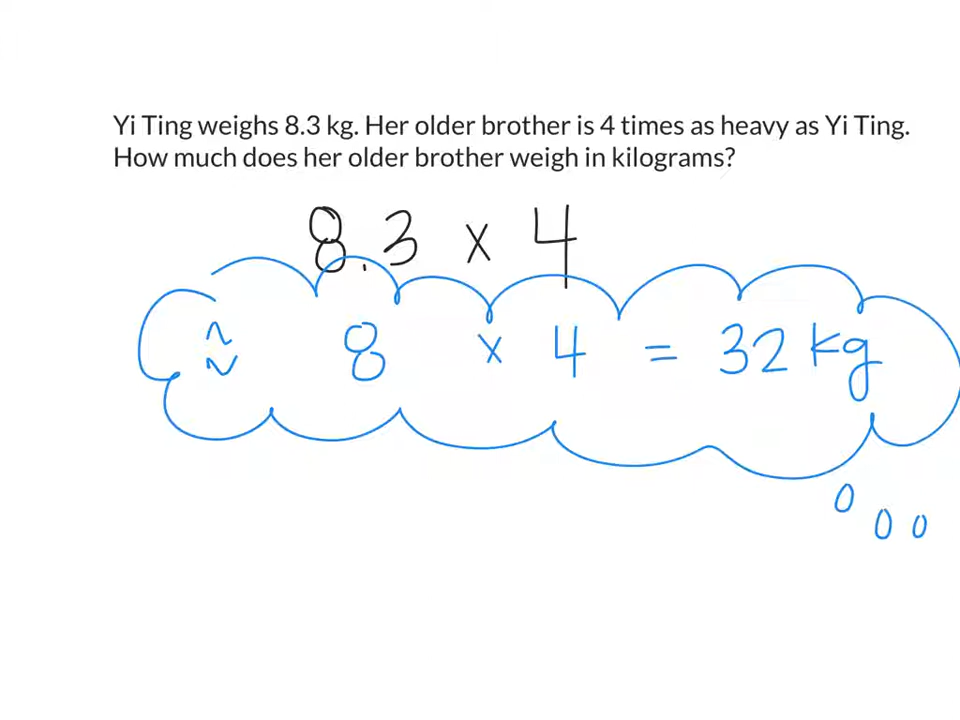 Yi Ting weighs 8.3 kg. Her older brother is 4 times as heavy as Yi Ting.
How much does her older brother weigh in kilograms?
8.3 x 4
≈ 8 x 4 = 32 kg